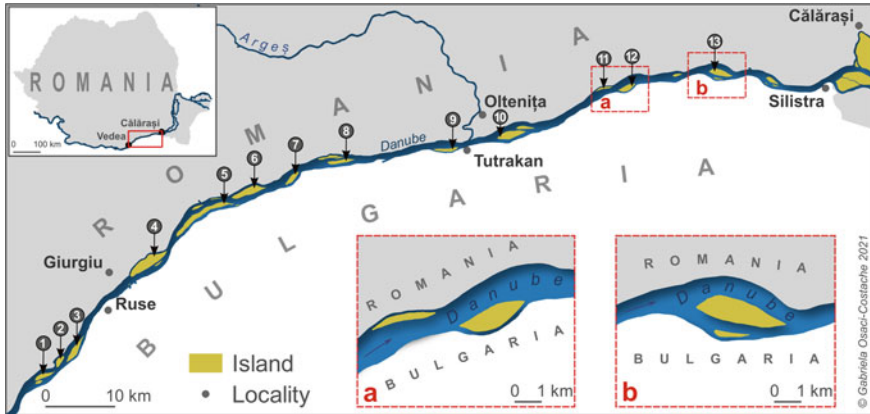 ROMANIA
Călărași
Vedea
0 100 km
Argeș
ROMANIA
Călărași
11
12
13
a
b
Oltenița
Silistra
9
10
Danube
Tutrakan
8
7
6
5
4
BULGARIA
Giurgiu
Ruse
3
2
1
Island
Locality
0 10 km
ROMANIA
Danube
BULGARIA
a
0 1 km
ROMANIA
Danube
BULGARIA
b
0 1 km
© Gabriela Osaci-Costache 2021